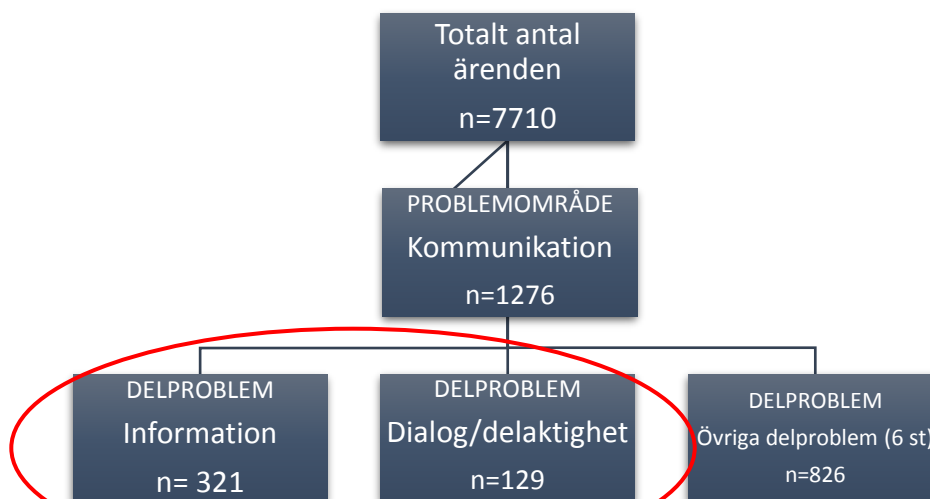 Totalt antal
ärenden
n=7710
PROBLEMOMRÅDE
Kommunikation
n=1276
DELPROBLEM
Information
n= 321
DELPROBLEM
Dialog/delaktighet
n=129
DELPROBLEM
Övriga delproblem (6 st)
n=826